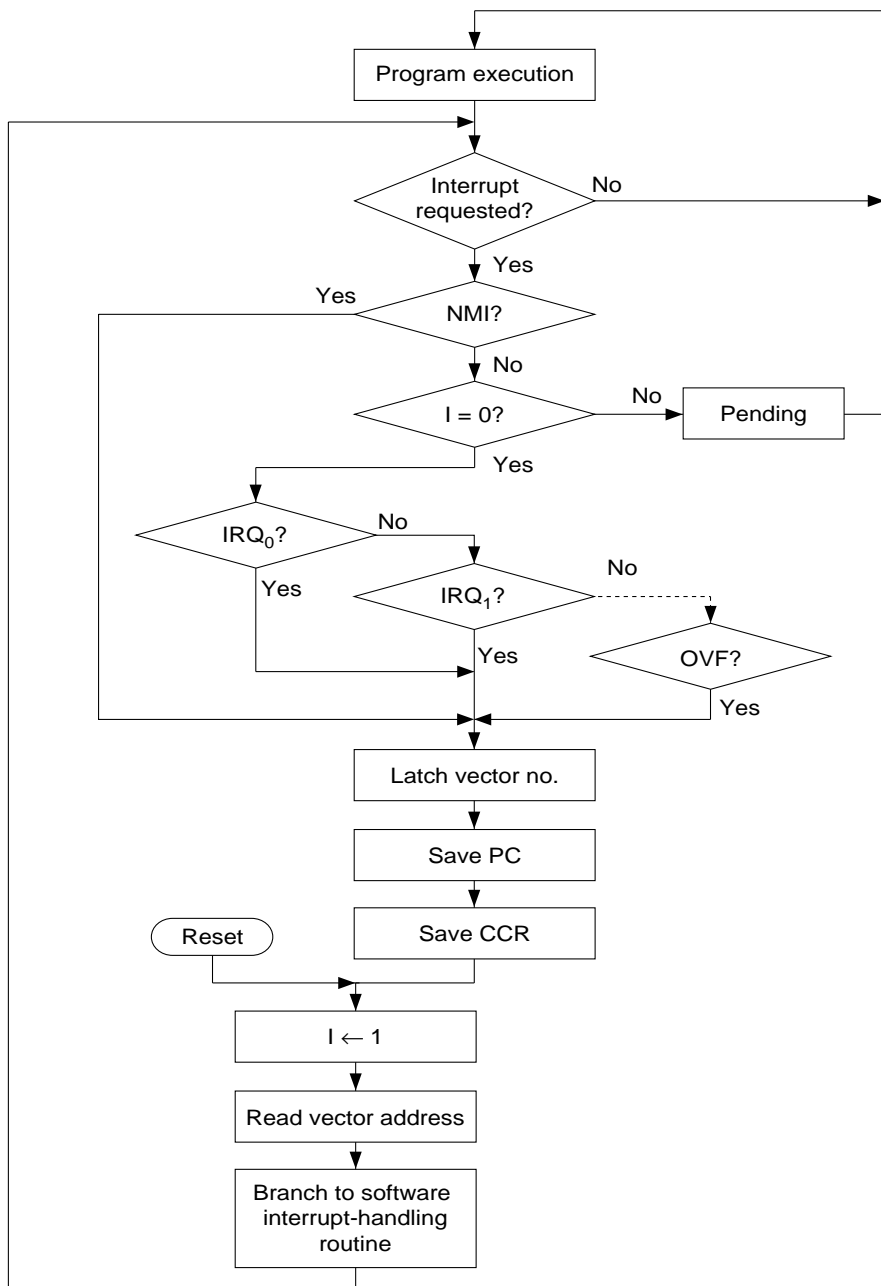 Program execution
Interrupt
requested?
No
Yes
Yes
NMI?
No
I = 0?
No
Pending
Yes
IRQ0?
No
Yes
IRQ1?
No
Yes
OVF?
Yes
Latch vector no.
Save PC
Reset
Save CCR
I ← 1
Read vector address
Branch to software
interrupt-handling
routine